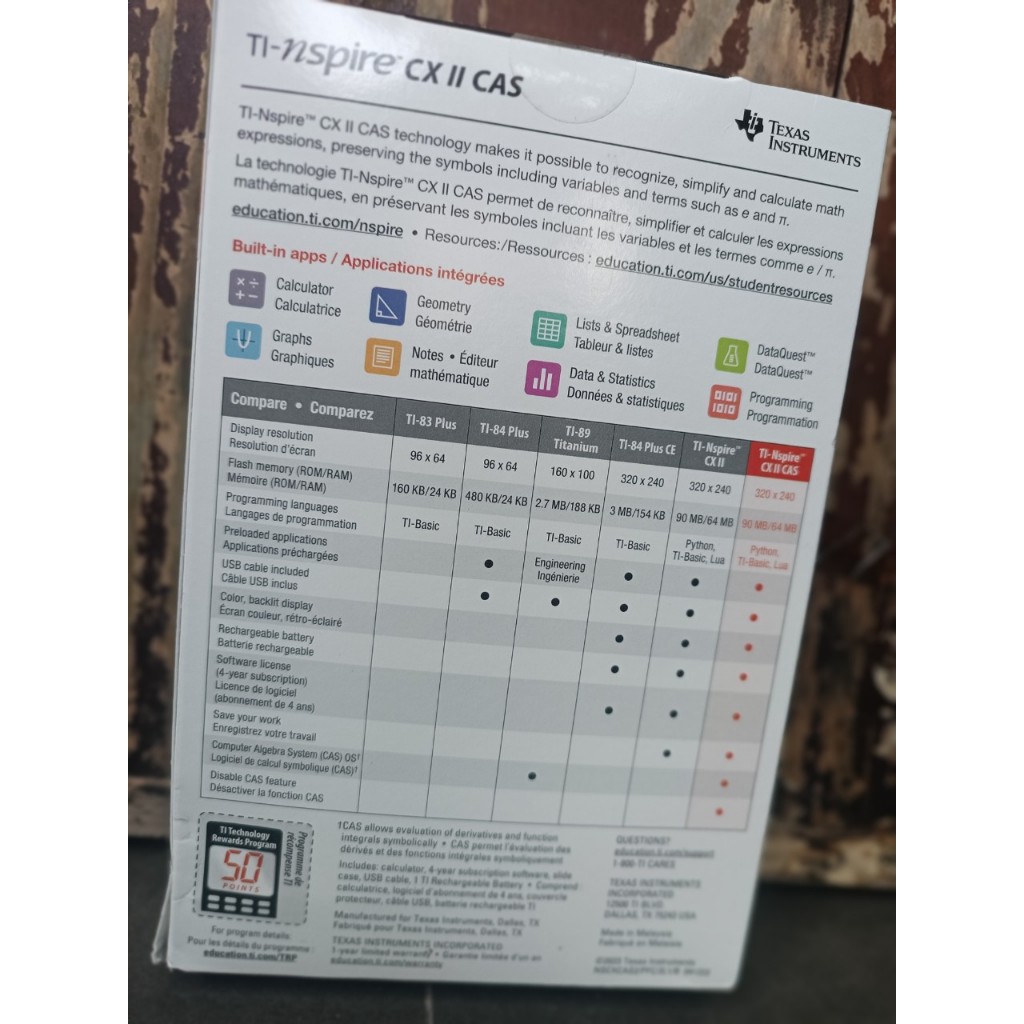 TI-nspire™ CX II CAS
TEXAS
INSTRUMENTS
TI-Nspire™ CX II CAS technology makes it possible to recognize, simplify and calculate math
expressions, preserving the symbols including variables and terms such as e and π.
La technologie TI-Nspire™ CX II CAS permet de reconnaître, simplifier et calculer les expressions
mathématiques, en préservant les symboles incluant les variables et les termes comme e / π.
education.ti.com/nspire • Resources:/Ressources : education.ti.com/us/studentresources
Built-in apps / Applications intégrées
Calculator
Calculatrice
Geometry
Géométrie
Lists & Spreadsheet
Tableur & listes
DataQuest™
DataQuest™
Graphs
Graphiques
Notes • Éditeur
mathématique
Data & Statistics
Données & statistiques
Programming
Programmation
Compare • Comparez TI-83 Plus TI-84 Plus TI-89 Titanium TI-84 Plus CE TI-Nspire™ CX II TI-Nspire™ CX II CAS
Display resolution
Resolution d'écran
96 x 64 96 x 64 160 x 100 320 x 240 320 x 240 320 x 240
Flash memory (ROM/RAM)
Mémoire (ROM/RAM)
160 KB/24 KB 480 KB/24 KB 2.7 MB/188 KB 3 MB/154 KB 90 MB/64 MB 90 MB/64 MB
Programming languages
Langages de programmation
TI-Basic TI-Basic TI-Basic TI-Basic Python, TI-Basic, Lua Python, TI-Basic, Lua
Preloaded applications
Applications préchargées
• Engineering Ingénierie • • •
USB cable included
Câble USB inclus
• • • • •
Color, backlit display
Écran couleur, rétro-éclairé
• • •
Rechargeable battery
Batterie rechargeable
• • •
Software license
(4-year subscription)
Licence de logiciel
(abonnement de 4 ans)
• • •
Save your work
Enregistrez votre travail
• •
Computer Algebra System (CAS) OS†
Logiciel de calcul symbolique (CAS)†
• •
Disable CAS feature
Désactiver la fonction CAS
•
TI Technology
Rewards Program
50
POINTS
Programme de
récompense TI
For program details:
Pour les détails du programme :
education.ti.com/TRP
†CAS allows evaluation of derivatives and function
integrals symbolically • CAS permet l'évaluation des
dérivés et des fonctions intégrales symboliquement
Includes: calculator, 4-year subscription software, slide
case, USB cable, 1 TI Rechargeable Battery • Comprend :
calculatrice, logiciel d'abonnement de 4 ans, couvercle
protecteur, câble USB, batterie rechargeable TI
Manufactured for Texas Instruments, Dallas, TX
Fabriqué pour Texas Instruments, Dallas, TX
TEXAS INSTRUMENTS INCORPORATED
1-year limited warranty • Garantie limitée d'un an
education.ti.com/warranty
QUESTIONS?
education.ti.com/support
1-800-TI CARES
TEXAS INSTRUMENTS
INCORPORATED
12500 TI BLVD.
DALLAS, TX
USA
Made in Malaysia
Fabriqué en Malaisie
Texas Instruments